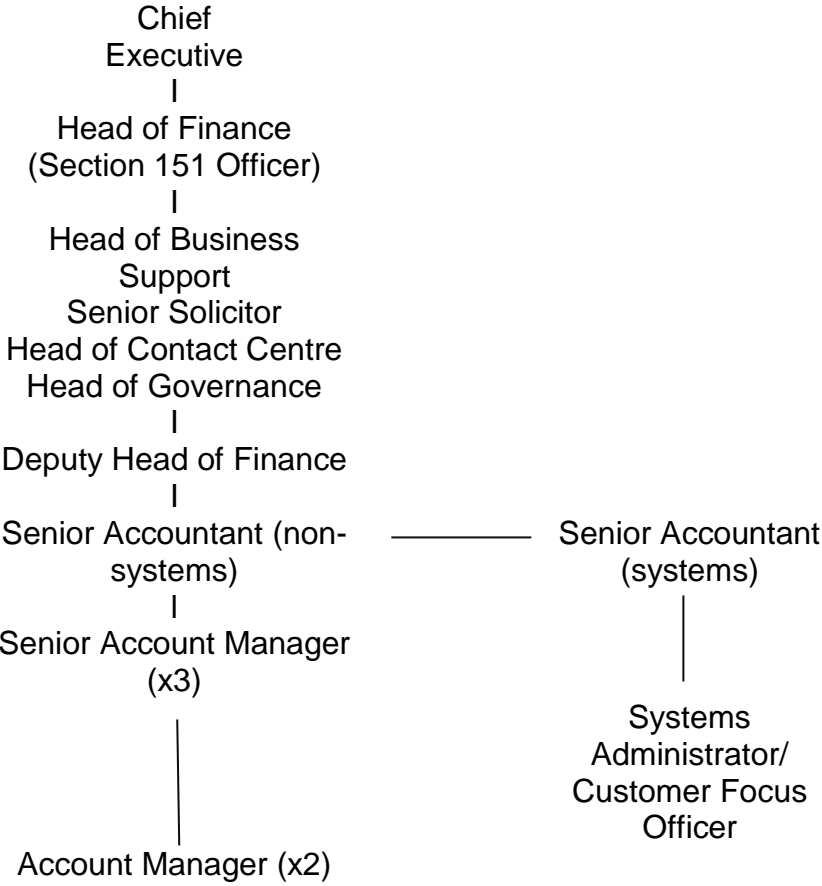 Chief
Executive
I
Head of Finance
(Section 151 Officer)
I
Head of Business
Support
Senior Solicitor
Head of Contact Centre
Head of Governance
I
Deputy Head of Finance
I
Senior Accountant (non-
systems)
I
Senior Account Manager
(x3)
Account Manager (x2)
Senior Accountant
(systems)
Systems
Administrator/
Customer Focus
Officer